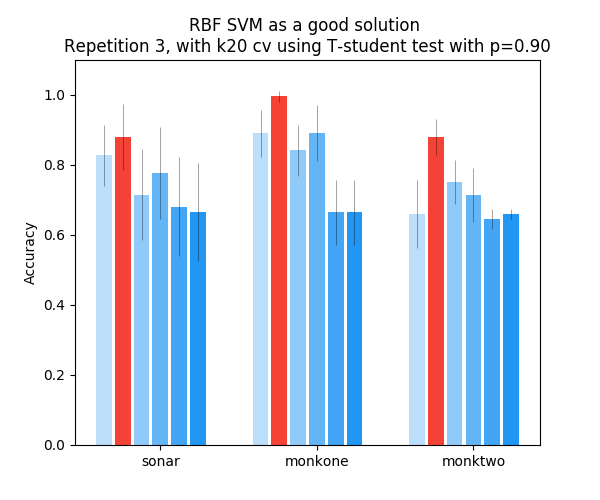 RBF SVM as a good solution
Repetition 3, with k20 cv using T-student test with p=0.90
1.0
0.8
0.6
0.4
0.2
0.0
Accuracy
sonar
monkone
monktwo